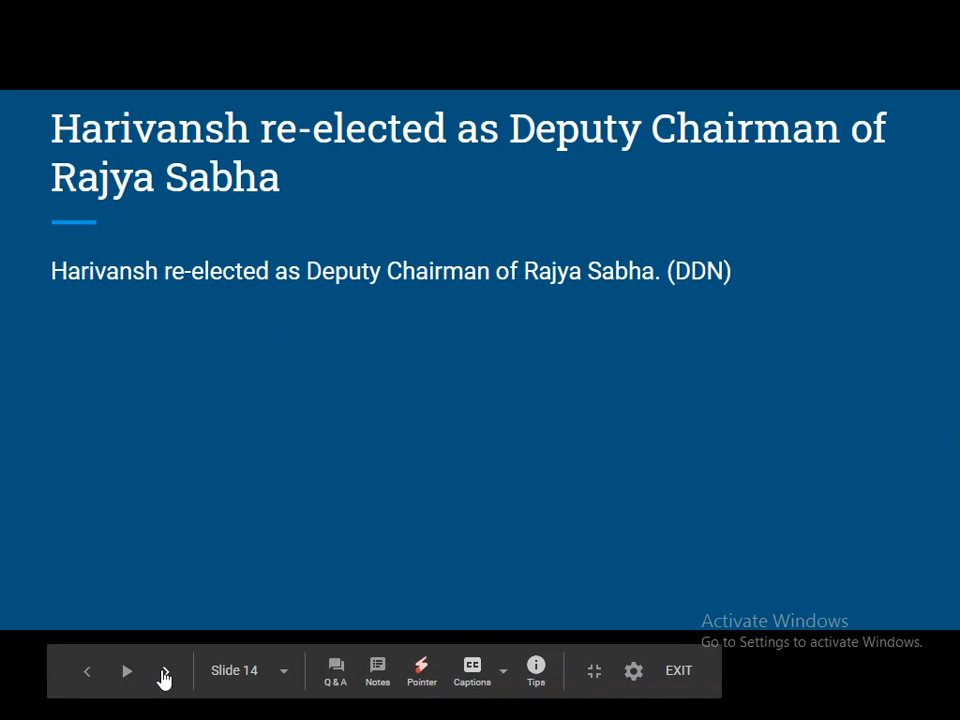 Harivansh re-elected as Deputy Chairman of
Rajya Sabha
Harivansh re-elected as Deputy Chairman of Rajya Sabha. (DDN)
Activate Windows
Go to Settings to activate Windows.
Slide 14
Q & A
Notes
Pointer
CC
Captions
Tips
EXIT